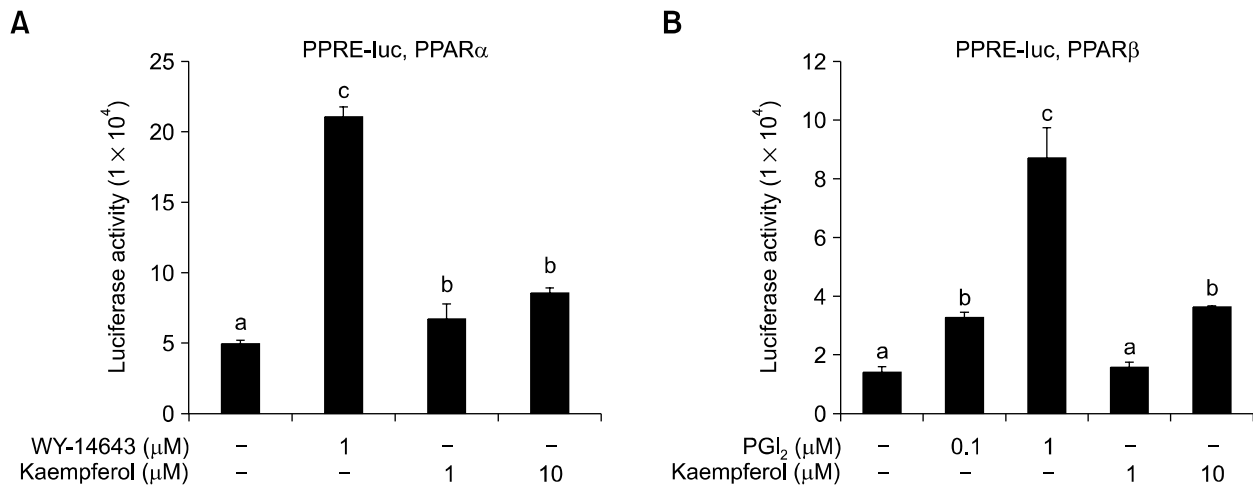 A
PPRE-luc, PPARα
Luciferase activity (1 × 10⁴)
25
20
15
10
5
0
a
c
b
b
WY-14643 (μM) – 1 – –
Kaempferol (μM) – – 1 10
B
PPRE-luc, PPARβ
Luciferase activity (1 × 10⁴)
12
10
8
6
4
2
0
a
b
c
a
b
PGI₂ (μM) – 0.1 1 – –
Kaempferol (μM) – – – 1 10